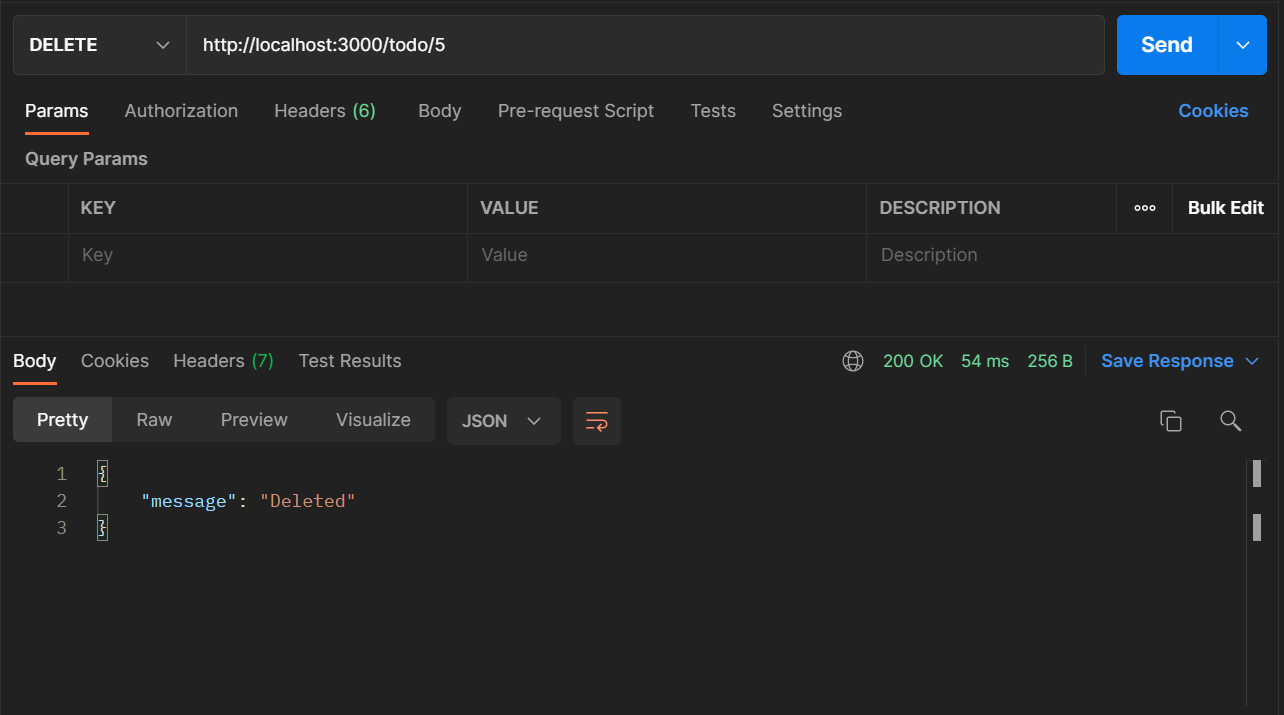 DELETE http://localhost:3000/todo/5 Send
Params Authorization Headers (6) Body Pre-request Script Tests Settings Cookies
Query Params
KEY VALUE DESCRIPTION ooo Bulk Edit
Key Value Description
Body Cookies Headers (7) Test Results 200 OK 54 ms 256 B Save Response
Pretty Raw Preview Visualize JSON
1 {
2 "message": "Deleted"
3 }